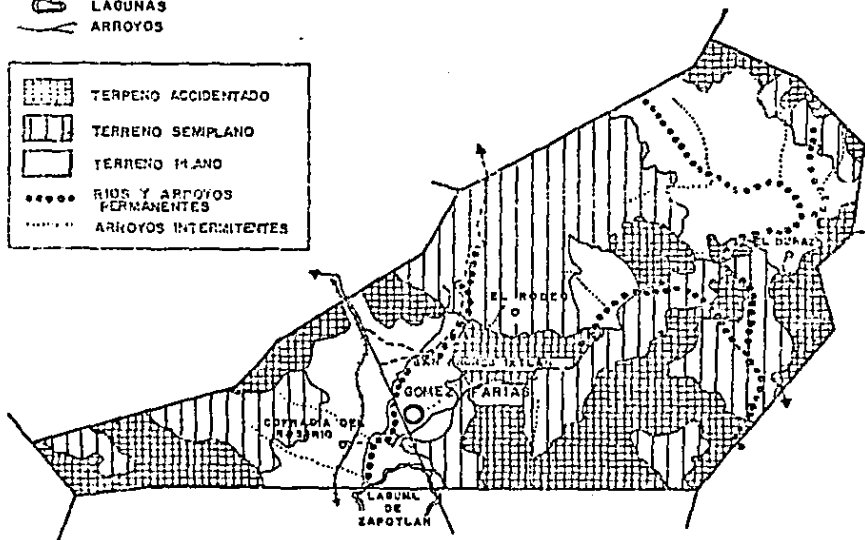 LAGUNAS
ARROYOS
TERRENO ACCIDENTADO
TERRENO SEMIPLANO
TERRENO PLANO
RIOS Y ARROYOS
PERMANENTES
ARROYOS INTERMITENTES
EL DURAZ
EL RODEO
SAN
GOMEZ FARIAS
COFRADIA DEL
ROSARIO
LAGUNA
DE
ZAPOTLAN